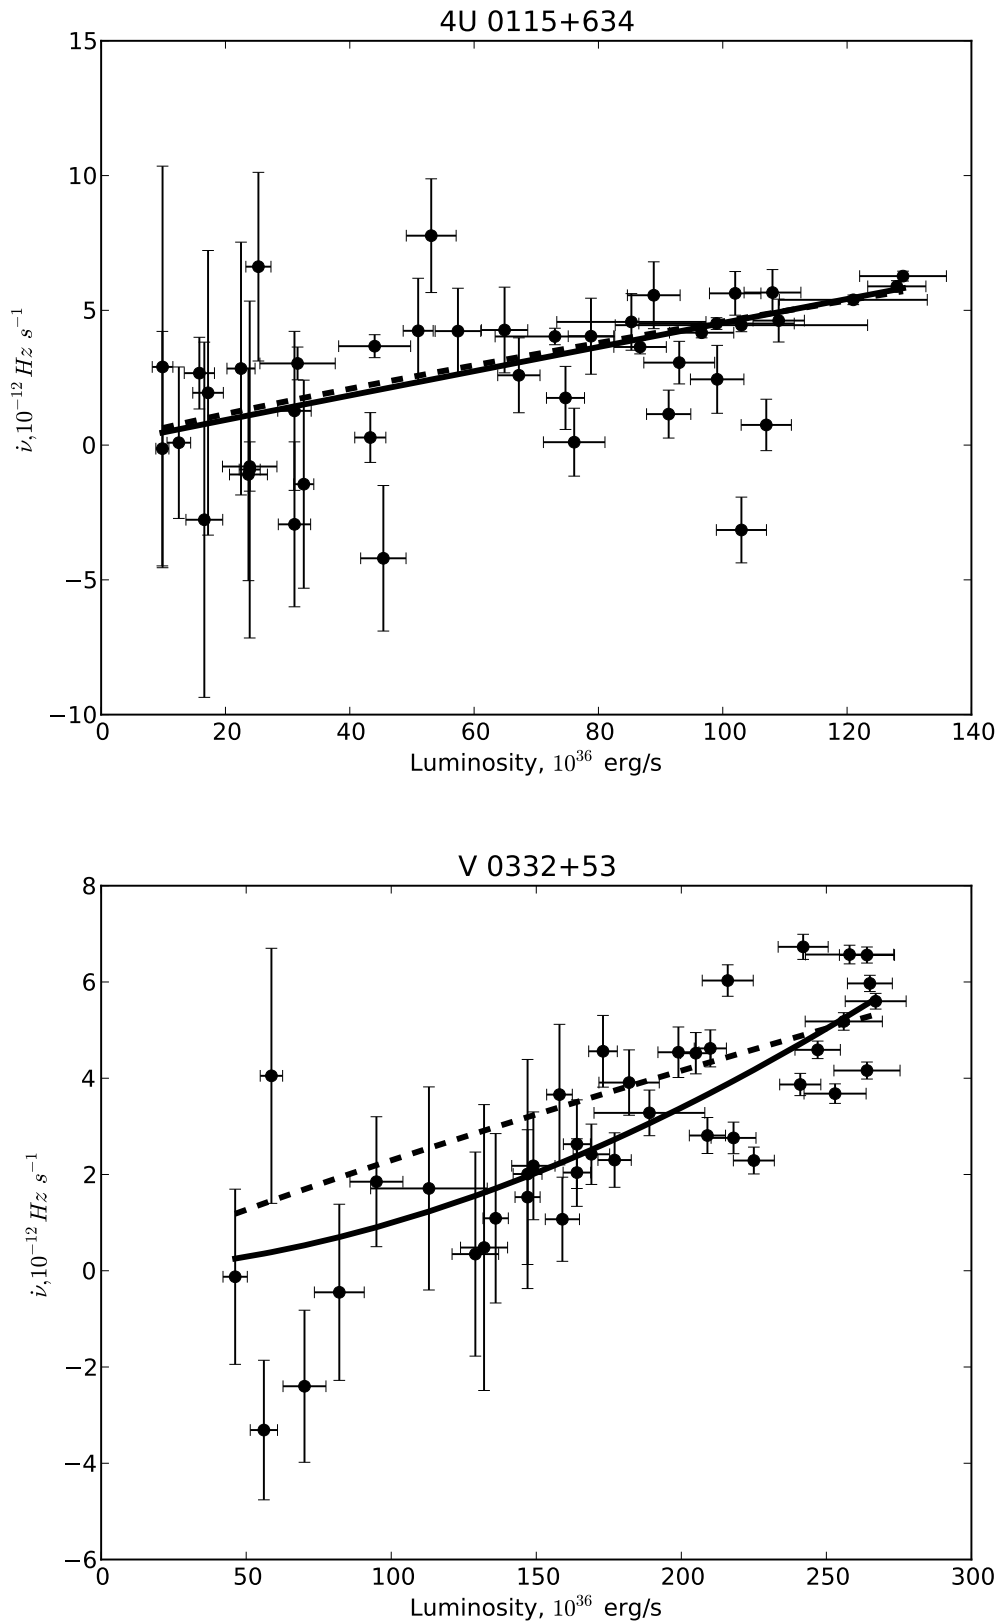 4U 0115+634
15
10
5
0
−5
−10
ν̇,10⁻¹² Hz s⁻¹
0 20 40 60 80 100 120 140
Luminosity, 10³⁶ erg/s
V 0332+53
8
6
4
2
0
−2
−4
−6
ν̇,10⁻¹² Hz s⁻¹
0 50 100 150 200 250 300
Luminosity, 10³⁶ erg/s